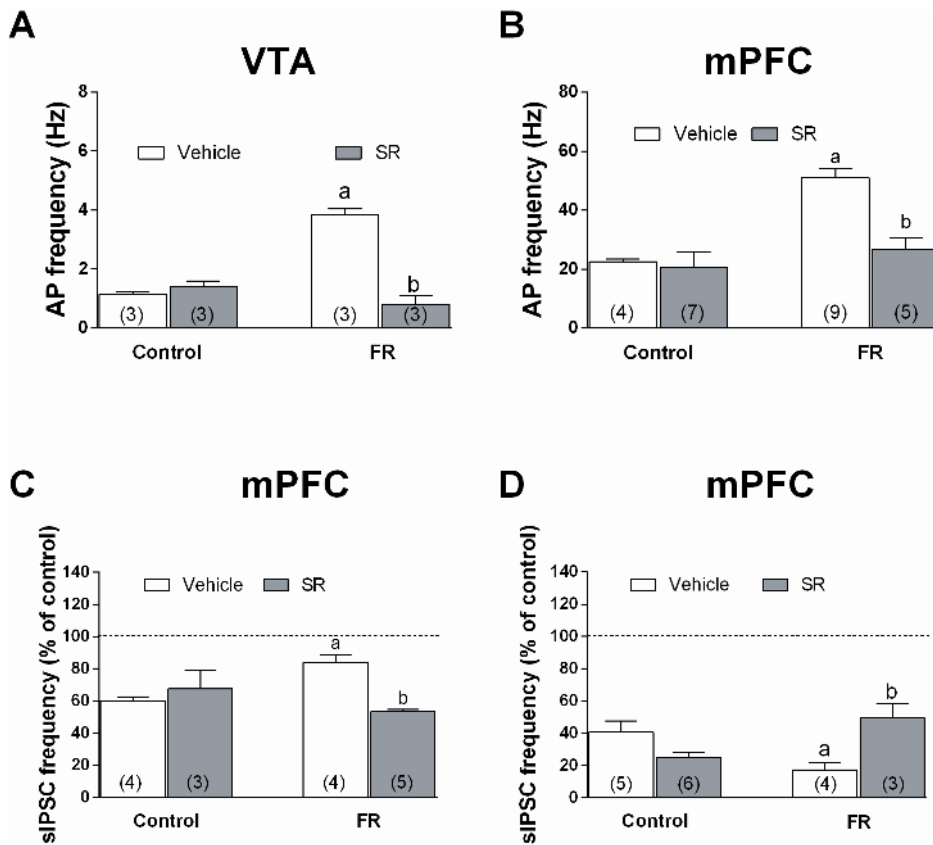 A
VTA
AP frequency (Hz)
8
6
4
2
0
Vehicle
SR
a
b
(3)
(3)
(3)
(3)
Control
FR
B
mPFC
AP frequency (Hz)
80
60
40
20
0
Vehicle
SR
a
b
(4)
(7)
(9)
(5)
Control
FR
C
mPFC
sIPSC frequency (% of control)
140
120
100
80
60
40
20
0
Vehicle
SR
a
b
(4)
(3)
(4)
(5)
Control
FR
D
mPFC
sIPSC frequency (% of control)
140
120
100
80
60
40
20
0
Vehicle
SR
a
b
(5)
(6)
(4)
(3)
Control
FR